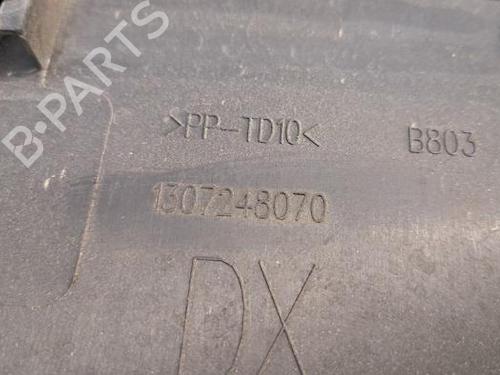 B-PARTS
>PP-TD10< B803
1307248070
DX